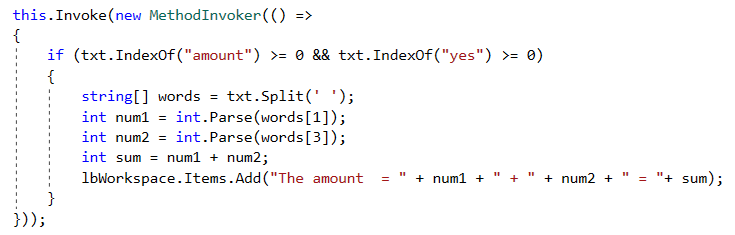 this.Invoke(new MethodInvoker(() =>
{
if (txt.IndexOf("amount") >= 0 && txt.IndexOf("yes") >= 0)
{
string[] words = txt.Split(' ');
int num1 = int.Parse(words[1]);
int num2 = int.Parse(words[3]);
int sum = num1 + num2;
lbWorkspace.Items.Add("The amount  = " + num1 + " + " + num2 + " = "+ sum);
}
}));